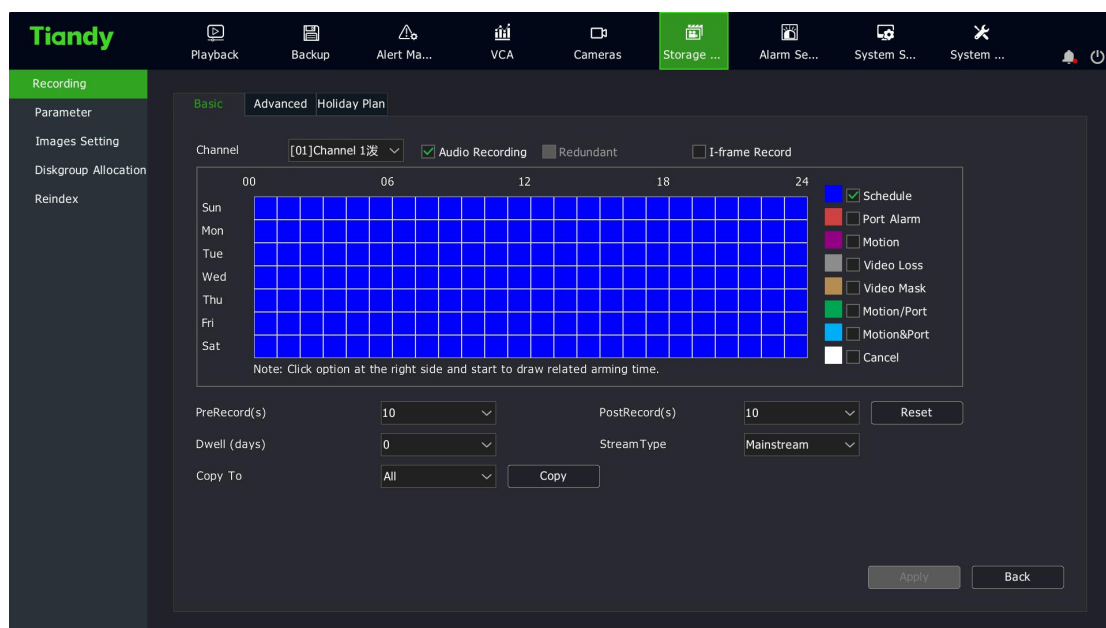 Tiandy
Playback
Backup
Alert Ma...
VCA
Cameras
Storage ...
Alarm Se...
System S...
System ...
Recording
Parameter
Images Setting
Diskgroup Allocation
Reindex
Basic
Advanced
Holiday Plan
Channel
[01]Channel 1泼
Audio Recording
Redundant
I-frame Record
00 06 12 18 24
Sun
Mon
Tue
Wed
Thu
Fri
Sat
Schedule
Port Alarm
Motion
Video Loss
Video Mask
Motion/Port
Motion&Port
Cancel
Note: Click option at the right side and start to draw related arming time.
PreRecord(s)
10
PostRecord(s)
10
Reset
Dwell (days)
0
StreamType
Mainstream
Copy To
All
Copy
Apply
Back